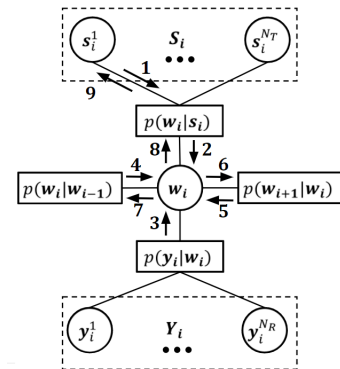 s_i^1 S_i s_i^{N_T}
•••
1
9
p(w_i|s_i)
8 2
4 6
p(w_i|w_{i-1}) w_i p(w_{i+1}|w_i)
7 5
3
p(y_i|w_i)
y_i^1 Y_i y_i^{N_R}
•••